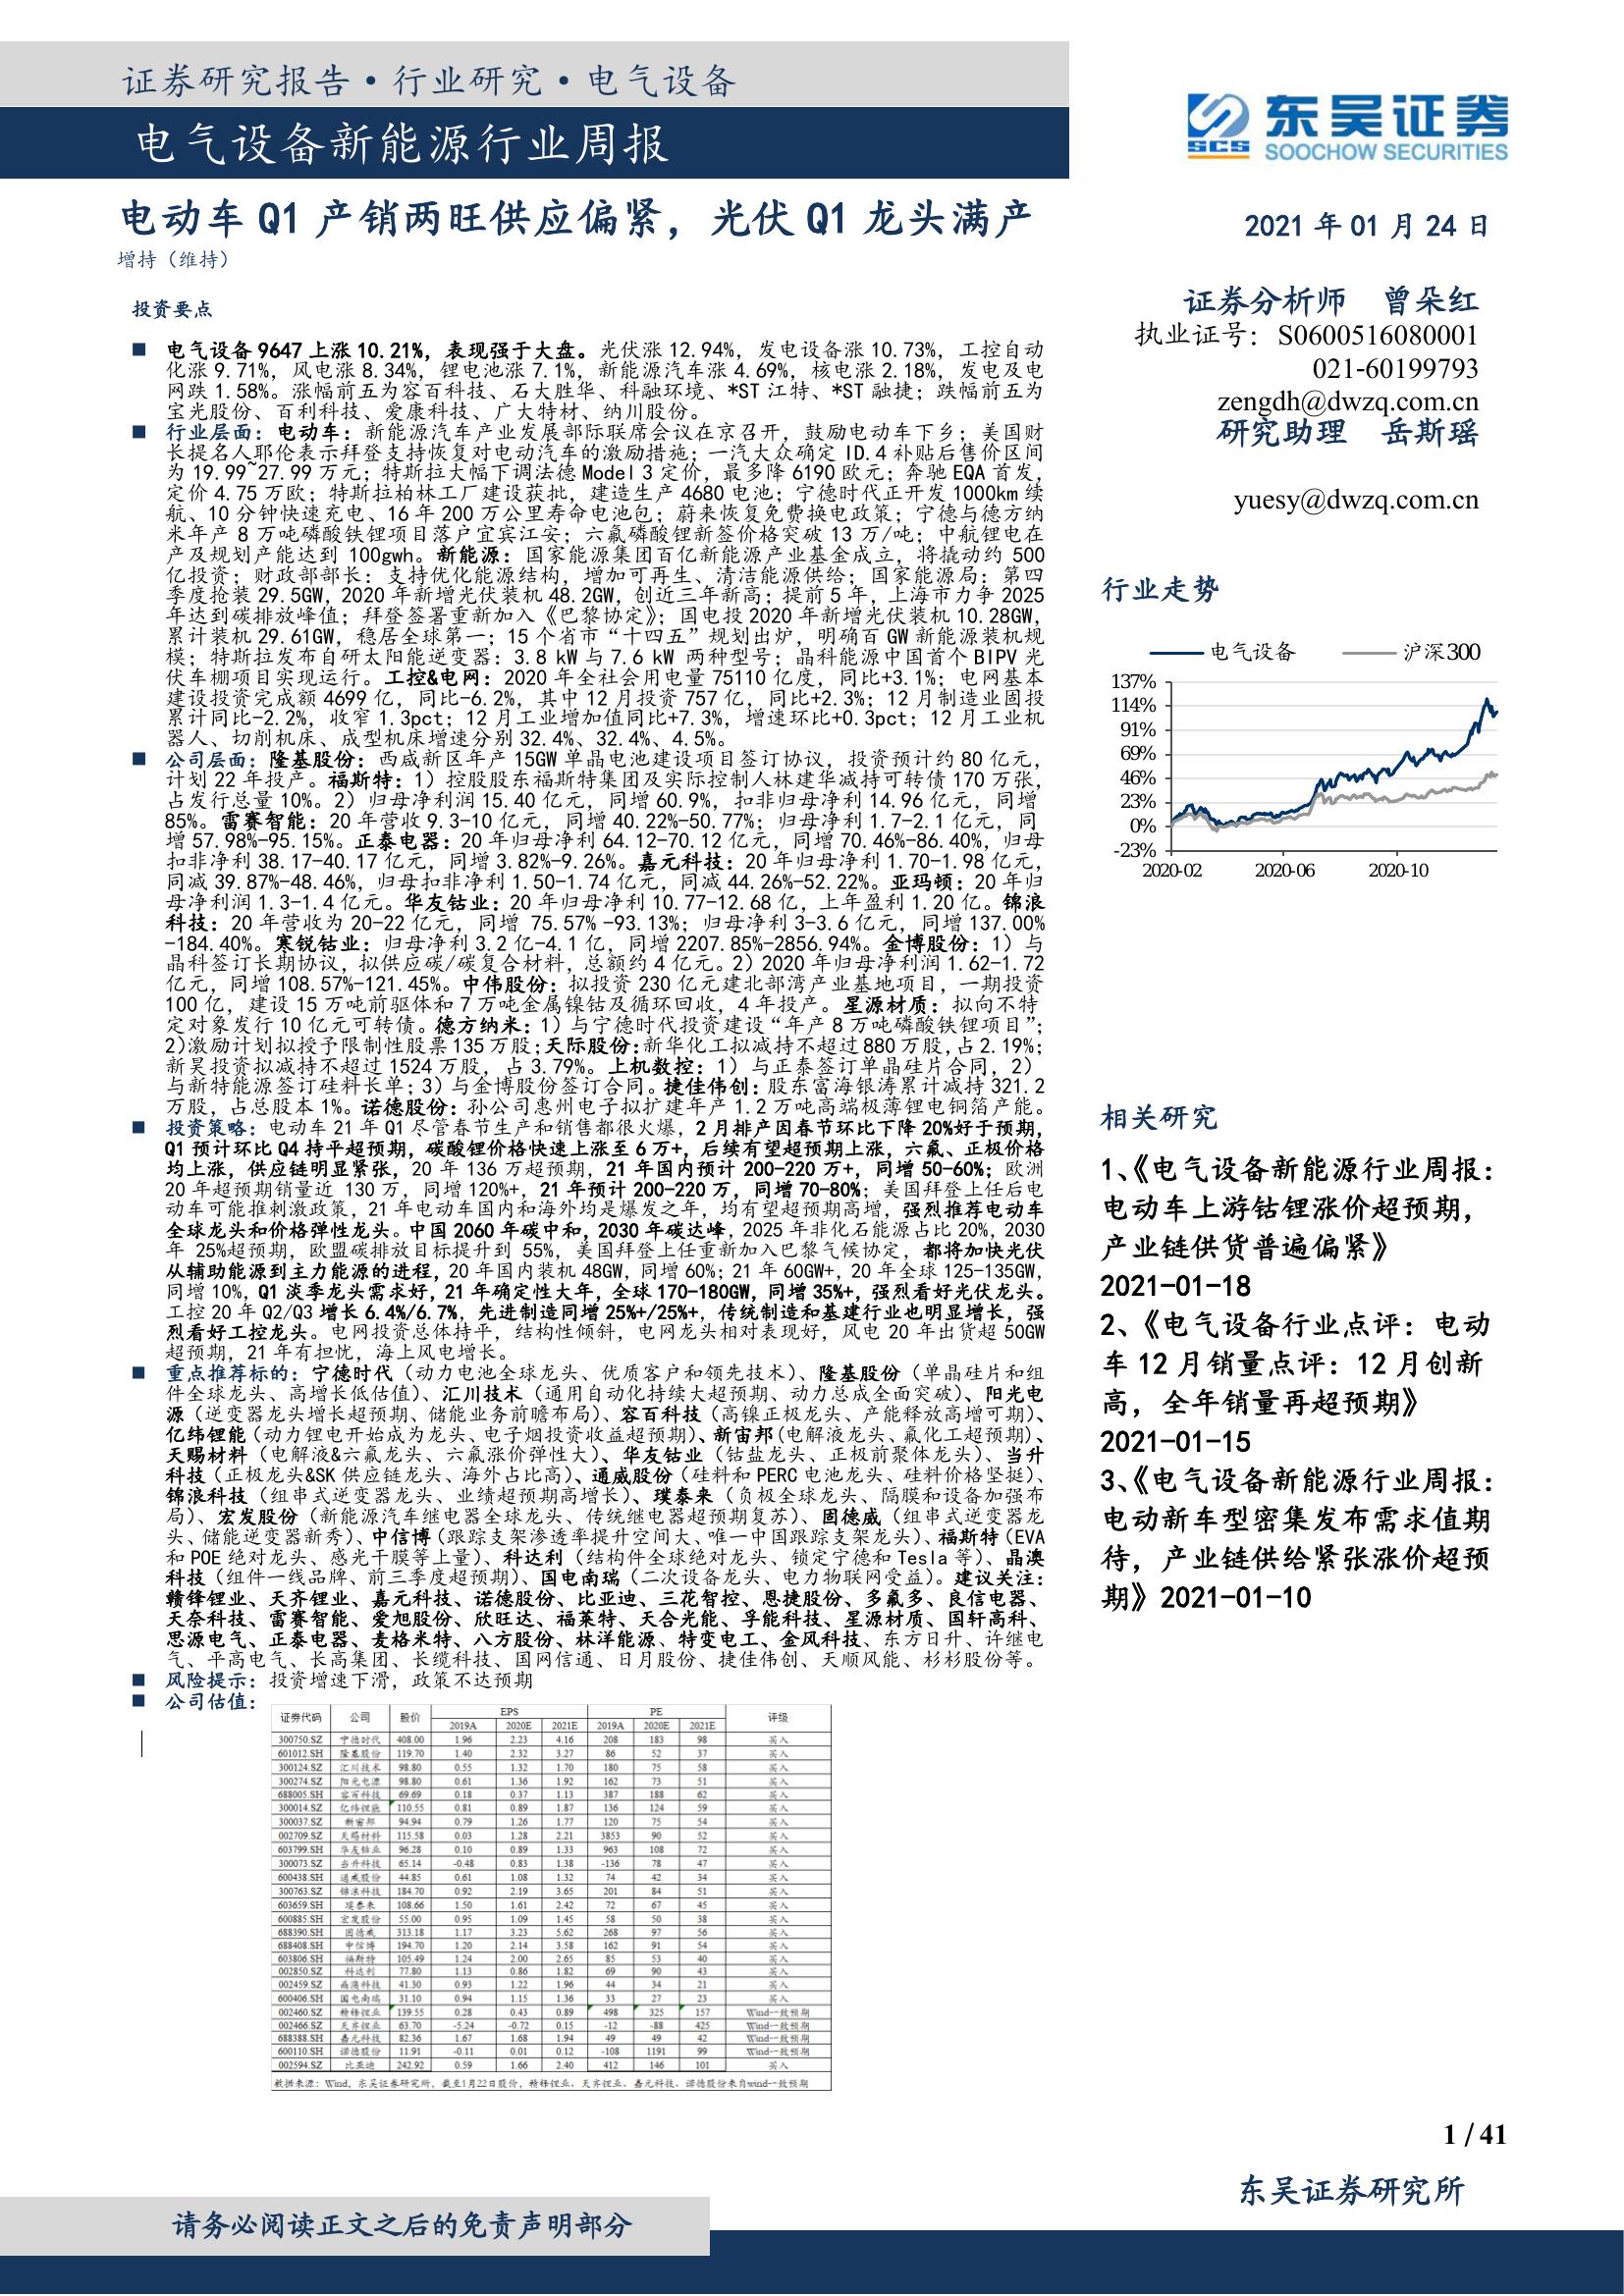 证券研究报告·行业研究·电气设备
电气设备新能源行业周报
东吴证券
SCS
SOOCHOW SECURITIES
电动车 Q1 产销两旺供应偏紧，光伏 Q1 龙头满产
增持（维持）
2021 年 01 月 24 日
证券分析师 曾朵红
执业证号：S0600516080001
021-60199793
zengdh@dwzq.com.cn
研究助理 岳斯瑶
yuesy@dwzq.com.cn
投资要点
■ 电气设备 9647 上涨 10.21%，表现强于大盘。光伏涨 12.94%，发电设备涨 10.73%，工控自动
化涨 9.71%，风电涨 8.34%，锂电池涨 7.1%，新能源汽车涨 4.69%，核电涨 2.18%，发电及电
网跌 1.58%。涨幅前五为容百科技、石大胜华、科融环境、*ST 江特、*ST 融捷；跌幅前五为
宝光股份、百利科技、爱康科技、广大特材、纳川股份。
■ 行业层面：电动车：新能源汽车产业发展部际联席会议在京召开，鼓励电动车下乡；美国财
长提名人耶伦表示拜登支持恢复对电动汽车的激励措施；一汽大众确定 ID.4 补贴后售价区间
为 19.99~27.99 万元；特斯拉大幅下调法德 Model 3 定价，最多降 6190 欧元；奔驰 EQA 首发，
定价 4.75 万欧；特斯拉柏林工厂建设获批，建造生产 4680 电池；宁德时代正开发 1000km 续
航、10 分钟快速充电、16 年 200 万公里寿命电池包；蔚来恢复免费换电政策；宁德与德方纳
米年产 8 万吨磷酸铁锂项目落户宜宾江安；六氟磷酸锂新签价格突破 13 万/吨；中航锂电在
产及规划产能达到 100gwh。新能源：国家能源集团百亿新能源产业基金成立，将撬动约 500
亿投资；财政部部长：支持优化能源结构，增加可再生、清洁能源供给；国家能源局：第四
季度抢装 29.5GW，2020 年新增光伏装机 48.2GW，创近三年新高；提前 5 年，上海市力争 2025
年达到碳排放峰值；拜登签署重新加入《巴黎协定》；国电投 2020 年新增光伏装机 10.28GW，
累计装机 29.61GW，稳居全球第一；15 个省市“十四五”规划出炉，明确百 GW 新能源装机规
模；特斯拉发布自研太阳能逆变器：3.8 kW 与 7.6 kW 两种型号；晶科能源中国首个 BIPV 光
伏车棚项目实现运行。工控&电网：2020 年全社会用电量 75110 亿度，同比+3.1%；电网基本
建设投资完成额 4699 亿，同比-6.2%，其中 12 月投资 757 亿，同比+2.3%；12 月制造业固投
累计同比-2.2%，收窄 1.3pct；12 月工业增加值同比+7.3%，增速环比+0.3pct；12 月工业机
器人、切削机床、成型机床增速分别 32.4%、32.4%、4.5%。
■ 公司层面：隆基股份：西咸新区年产 15GW 单晶电池建设项目签订协议，投资预计约 80 亿元，
计划 22 年投产。福斯特：1）控股股东福斯特集团及实际控制人林建华减持可转债 170 万张，
占发行总量 10%。2）归母净利润 15.40 亿元，同增 60.9%，扣非归母净利 14.96 亿元，同增
85%。雷赛智能：20 年营收 9.3-10 亿元，同增 40.22%-50.77%；归母净利 1.7-2.1 亿元，同
增 57.98%-95.15%。正泰电器：20 年归母净利 64.12-70.12 亿元，同增 70.46%-86.40%，归母
扣非净利 38.17-40.17 亿元，同增 3.82%-9.26%。嘉元科技：20 年归母净利 1.70-1.98 亿元，
同减 39.87%-48.46%，归母扣非净利 1.50-1.74 亿元，同减 44.26%-52.22%。亚玛顿：20 年归
母净利润 1.3-1.4 亿元。华友钴业：20 年归母净利 10.77-12.68 亿，上年盈利 1.20 亿。锦浪
科技：20 年营收为 20-22 亿元，同增 75.57% -93.13%；归母净利 3-3.6 亿元，同增 137.00%
-184.40%。寒锐钴业：归母净利 3.2 亿-4.1 亿，同增 2207.85%-2856.94%。金博股份：1）与
晶科签订长期协议，拟供应碳/碳复合材料，总额约 4 亿元。2）2020 年归母净利润 1.62-1.72
亿元，同增 108.57%-121.45%。中伟股份：拟投资 230 亿元建北部湾产业基地项目，一期投资
100 亿，建设 15 万吨前驱体和 7 万吨金属镍钴及循环回收，4 年投产。星源材质：拟向不特
定对象发行 10 亿元可转债。德方纳米：1）与宁德时代投资建设“年产 8 万吨磷酸铁锂项目”；
2)激励计划拟授予限制性股票 135 万股；天际股份：新华化工拟减持不超过 880 万股，占 2.19%；
新昊投资拟减持不超过 1524 万股，占 3.79%。上机数控：1）与正泰签订单晶硅片合同，2）
与新特能源签订硅料长单；3）与金博股份签订合同。捷佳伟创：股东富海银涛累计减持 321.2
万股，占总股本 1%。诺德股份：孙公司惠州电子拟扩建年产 1.2 万吨高端极薄锂电铜箔产能。
■ 投资策略：电动车 21 年 Q1 尽管春节生产和销售都很火爆，2 月排产因春节环比下降 20%好于预期，
Q1 预计环比 Q4 持平超预期，碳酸锂价格快速上涨至 6 万+，后续有望超预期上涨，六氟、正极价格
均上涨，供应链明显紧张，20 年 136 万超预期，21 年国内预计 200-220 万+，同增 50-60%；欧洲
20 年超预期销量近 130 万，同增 120%+，21 年预计 200-220 万，同增 70-80%；美国拜登上任后电
动车可能推刺激政策，21 年电动车国内和海外均是爆发之年，均有望超预期高增，强烈推荐电动车
全球龙头和价格弹性龙头。中国 2060 年碳中和，2030 年碳达峰，2025 年非化石能源占比 20%，2030
年 25%超预期，欧盟碳排放目标提升到 55%，美国拜登上任重新加入巴黎气候协定，都将加快光伏
从辅助能源到主力能源的进程，20 年国内装机 48GW，同增 60%；21 年 60GW+，20 年全球 125-135GW，
同增 10%，Q1 淡季龙头需求好，21 年确定性大年，全球 170-180GW，同增 35%+，强烈看好光伏龙头。
工控 20 年 Q2/Q3 增长 6.4%/6.7%，先进制造同增 25%+/25%+，传统制造和基建行业也明显增长，强
烈看好工控龙头。电网投资总体持平，结构性倾斜，电网龙头相对表现好，风电 20 年出货超 50GW
超预期，21 年有担忧，海上风电增长。
■ 重点推荐标的：宁德时代（动力电池全球龙头、优质客户和领先技术）、隆基股份（单晶硅片和组
件全球龙头、高增长低估值）、汇川技术（通用自动化持续大超预期、动力总成全面突破）、阳光电
源（逆变器龙头增长超预期、储能业务前瞻布局）、容百科技（高镍正极龙头、产能释放高增可期）、
亿纬锂能（动力锂电开始成为龙头、电子烟投资收益超预期）、新宙邦（电解液龙头、氟化工超预期）、
天赐材料（电解液&六氟龙头、六氟涨价弹性大）、华友钴业（钴盐龙头、正极前聚体龙头）、当升
科技（正极龙头&SK 供应链龙头、海外占比高）、通威股份（硅料和 PERC 电池龙头、硅料价格坚挺）、
锦浪科技（组串式逆变器龙头、业绩超预期高增长）、璞泰来（负极全球龙头、隔膜和设备加强布
局）、宏发股份（新能源汽车继电器全球龙头、传统继电器超预期复苏）、固德威（组串式逆变器龙
头、储能逆变器新秀）、中信博（跟踪支架渗透率提升空间大、唯一中国跟踪支架龙头）、福斯特（EVA
和 POE 绝对龙头、感光干膜等上量）、科达利（结构件全球绝对龙头、锁定宁德和 Tesla 等）、晶澳
科技（组件一线品牌、前三季度超预期）、国电南瑞（二次设备龙头、电力物联网受益）。建议关注：
赣锋锂业、天齐锂业、嘉元科技、诺德股份、比亚迪、三花智控、恩捷股份、多氟多、良信电器、
天奈科技、雷赛智能、爱旭股份、欣旺达、福莱特、天合光能、孚能科技、星源材质、国轩高科、
思源电气、正泰电器、麦格米特、八方股份、林洋能源、特变电工、金风科技、东方日升、许继电
气、平高电气、长高集团、长缆科技、国网信通、日月股份、捷佳伟创、天顺风能、杉杉股份等。
■ 风险提示：投资增速下滑，政策不达预期
■ 公司估值：
证券代码 公司 股价 EPS PE 评级
2019A 2020E 2021E 2019A 2020E 2021E
300750.SZ 宁德时代 408.00 1.96 2.23 4.16 208 183 98 买入
601012.SH 隆基股份 119.70 1.40 2.32 3.27 86 52 37 买入
300124.SZ 汇川技术 98.80 0.55 1.32 1.70 180 75 58 买入
300274.SZ 阳光电源 98.80 0.61 1.36 1.92 162 73 51 买入
688005.SH 容百科技 69.69 0.18 0.37 1.13 387 188 62 买入
300014.SZ 亿纬锂能 110.55 0.81 0.89 1.87 136 124 59 买入
300037.SZ 新宙邦 94.94 0.79 1.26 1.77 120 75 54 买入
002709.SZ 天赐材料 115.58 0.03 1.28 2.21 3853 90 52 买入
603799.SH 华友钴业 96.28 0.10 0.89 1.33 963 108 72 买入
300073.SZ 当升科技 65.14 -0.48 0.83 1.38 -136 78 47 买入
600438.SH 通威股份 44.85 0.61 1.08 1.32 74 42 34 买入
300763.SZ 锦浪科技 184.70 0.92 2.19 3.65 201 84 51 买入
603659.SH 璞泰来 108.66 1.50 1.61 2.42 72 67 45 买入
600885.SH 宏发股份 55.00 0.95 1.09 1.45 58 50 38 买入
688390.SH 固德威 313.18 1.17 3.23 5.62 268 97 56 买入
688408.SH 中信博 194.70 1.20 2.14 3.58 162 91 54 买入
603806.SH 福斯特 105.49 1.24 2.00 2.65 85 53 40 买入
002850.SZ 科达利 77.80 1.13 0.86 1.82 69 90 43 买入
002459.SZ 晶澳科技 41.30 0.93 1.22 1.96 44 34 21 买入
600406.SH 国电南瑞 31.10 0.94 1.15 1.36 33 27 23 买入
002460.SZ 赣锋锂业 139.55 0.28 0.43 0.89 498 325 157 Wind一致预期
002466.SZ 天齐锂业 63.70 -5.24 -0.72 0.15 -12 -88 425 Wind一致预期
688388.SH 嘉元科技 82.36 1.67 1.68 1.94 49 49 42 Wind一致预期
600110.SH 诺德股份 11.91 -0.11 0.01 0.12 -108 1191 99 Wind一致预期
002594.SZ 比亚迪 242.92 0.59 1.66 2.40 412 146 101 买入
数据来源：Wind，东吴证券研究所，截至1月22日股价，赣锋锂业、天齐锂业、嘉元科技、诺德股份来自wind一致预期
行业走势
电气设备 沪深300
137%
114%
91%
69%
46%
23%
0%
-23%
2020-02 2020-06 2020-10
相关研究
1、《电气设备新能源行业周报：
电动车上游钴锂涨价超预期，
产业链供货普遍偏紧》
2021-01-18
2、《电气设备行业点评：电动
车 12 月销量点评：12 月创新
高，全年销量再超预期》
2021-01-15
3、《电气设备新能源行业周报：
电动新车型密集发布需求值期
待，产业链供给紧张涨价超预
期》2021-01-10
1 / 41
东吴证券研究所
请务必阅读正文之后的免责声明部分